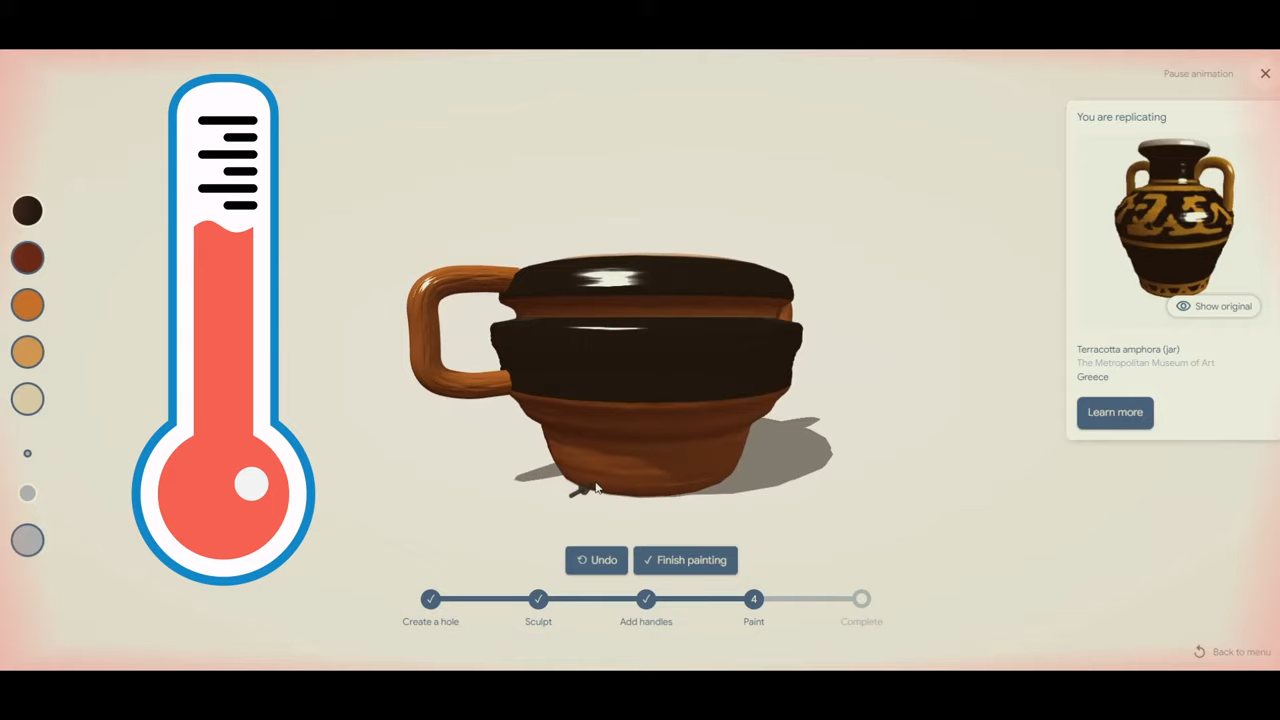 Pause animation
You are replicating
Show original
Terracotta amphora (jar)
The Metropolitan Museum of Art
Greece
Learn more
Undo
Finish painting
4
Create a hole
Sculpt
Add handles
Paint
Complete
Back to menu